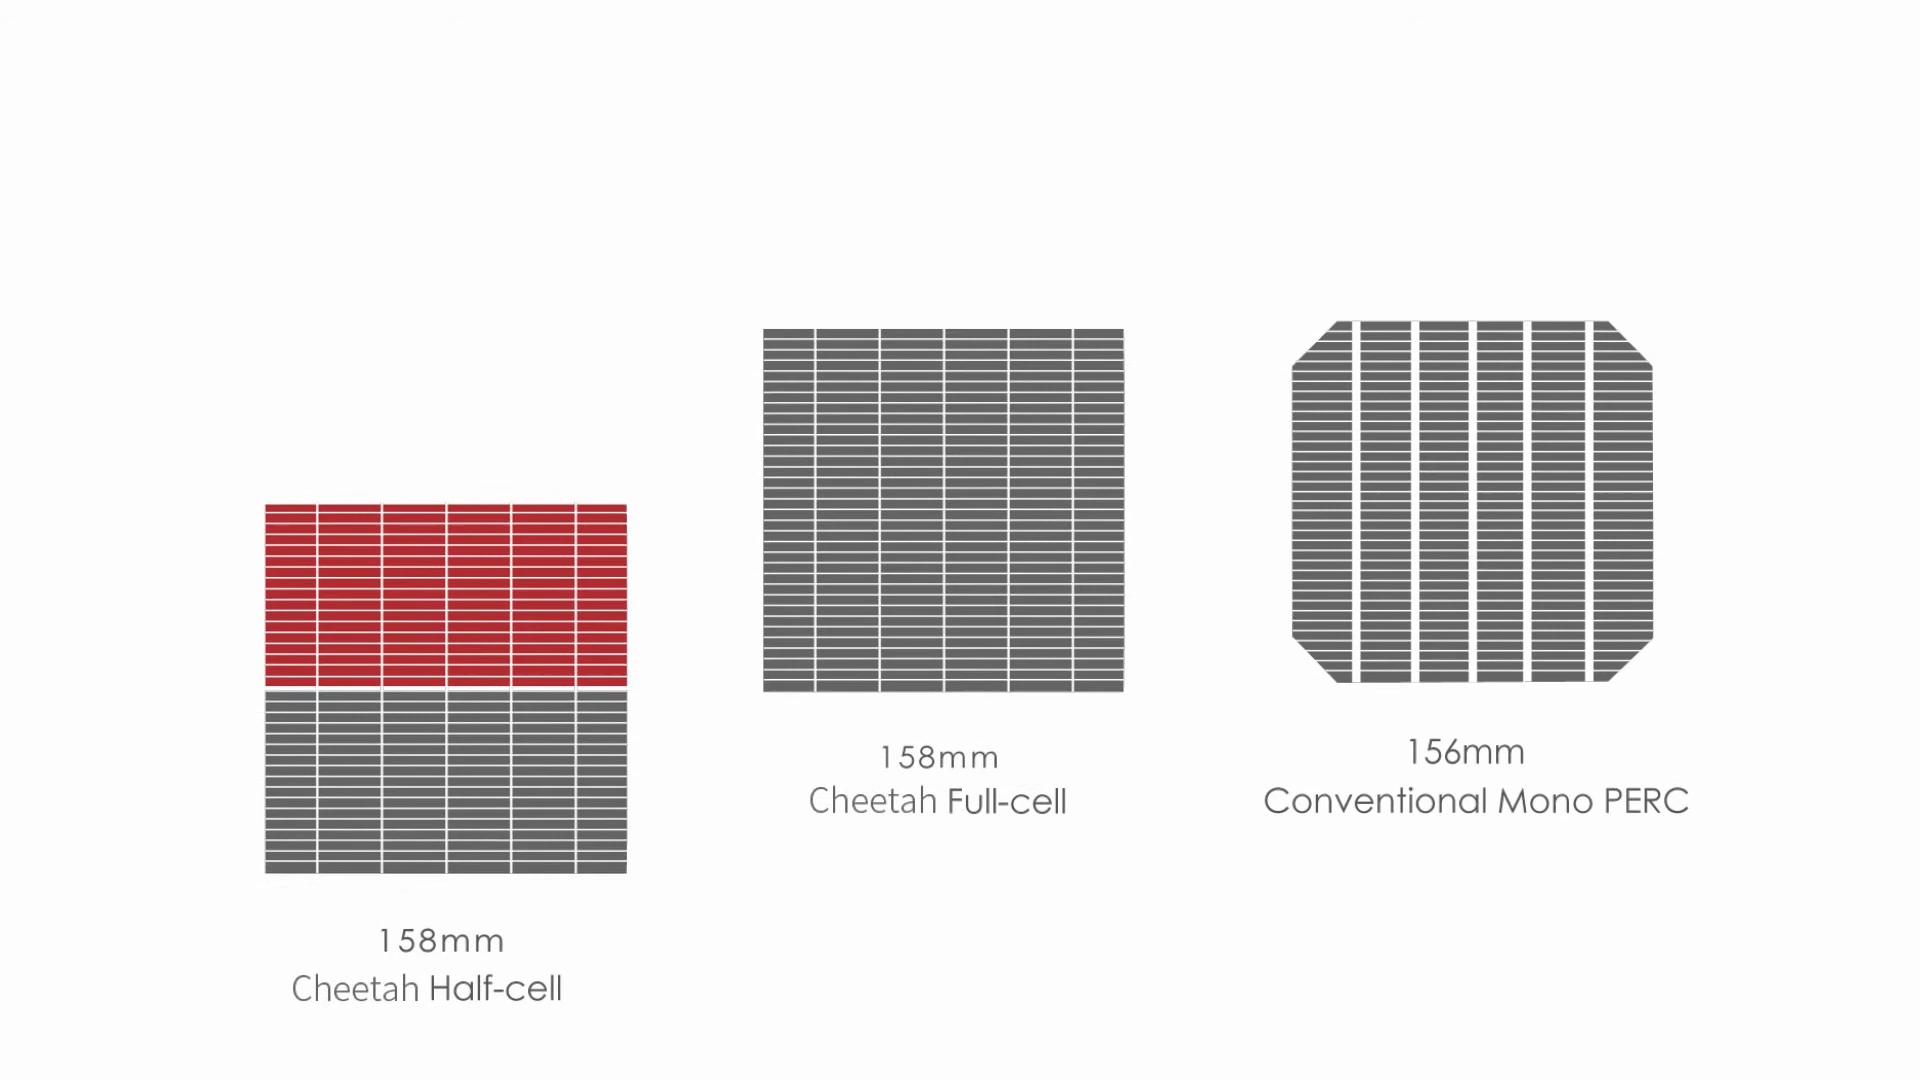 158mm
Cheetah Half-cell
158mm
Cheetah Full-cell
156mm
Conventional Mono PERC